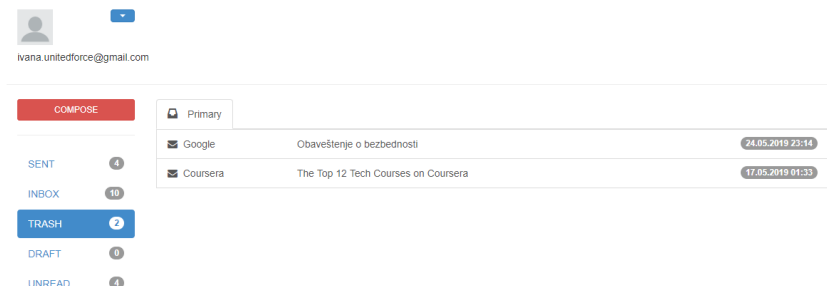 ivana.unitedforce@gmail.com
COMPOSE
Primary
Google Obaveštenje o bezbednosti 24.05.2019 23:14
Coursera The Top 12 Tech Courses on Coursera 17.05.2019 01:33
SENT 4
INBOX 10
TRASH 2
DRAFT 0
UNREAD 4